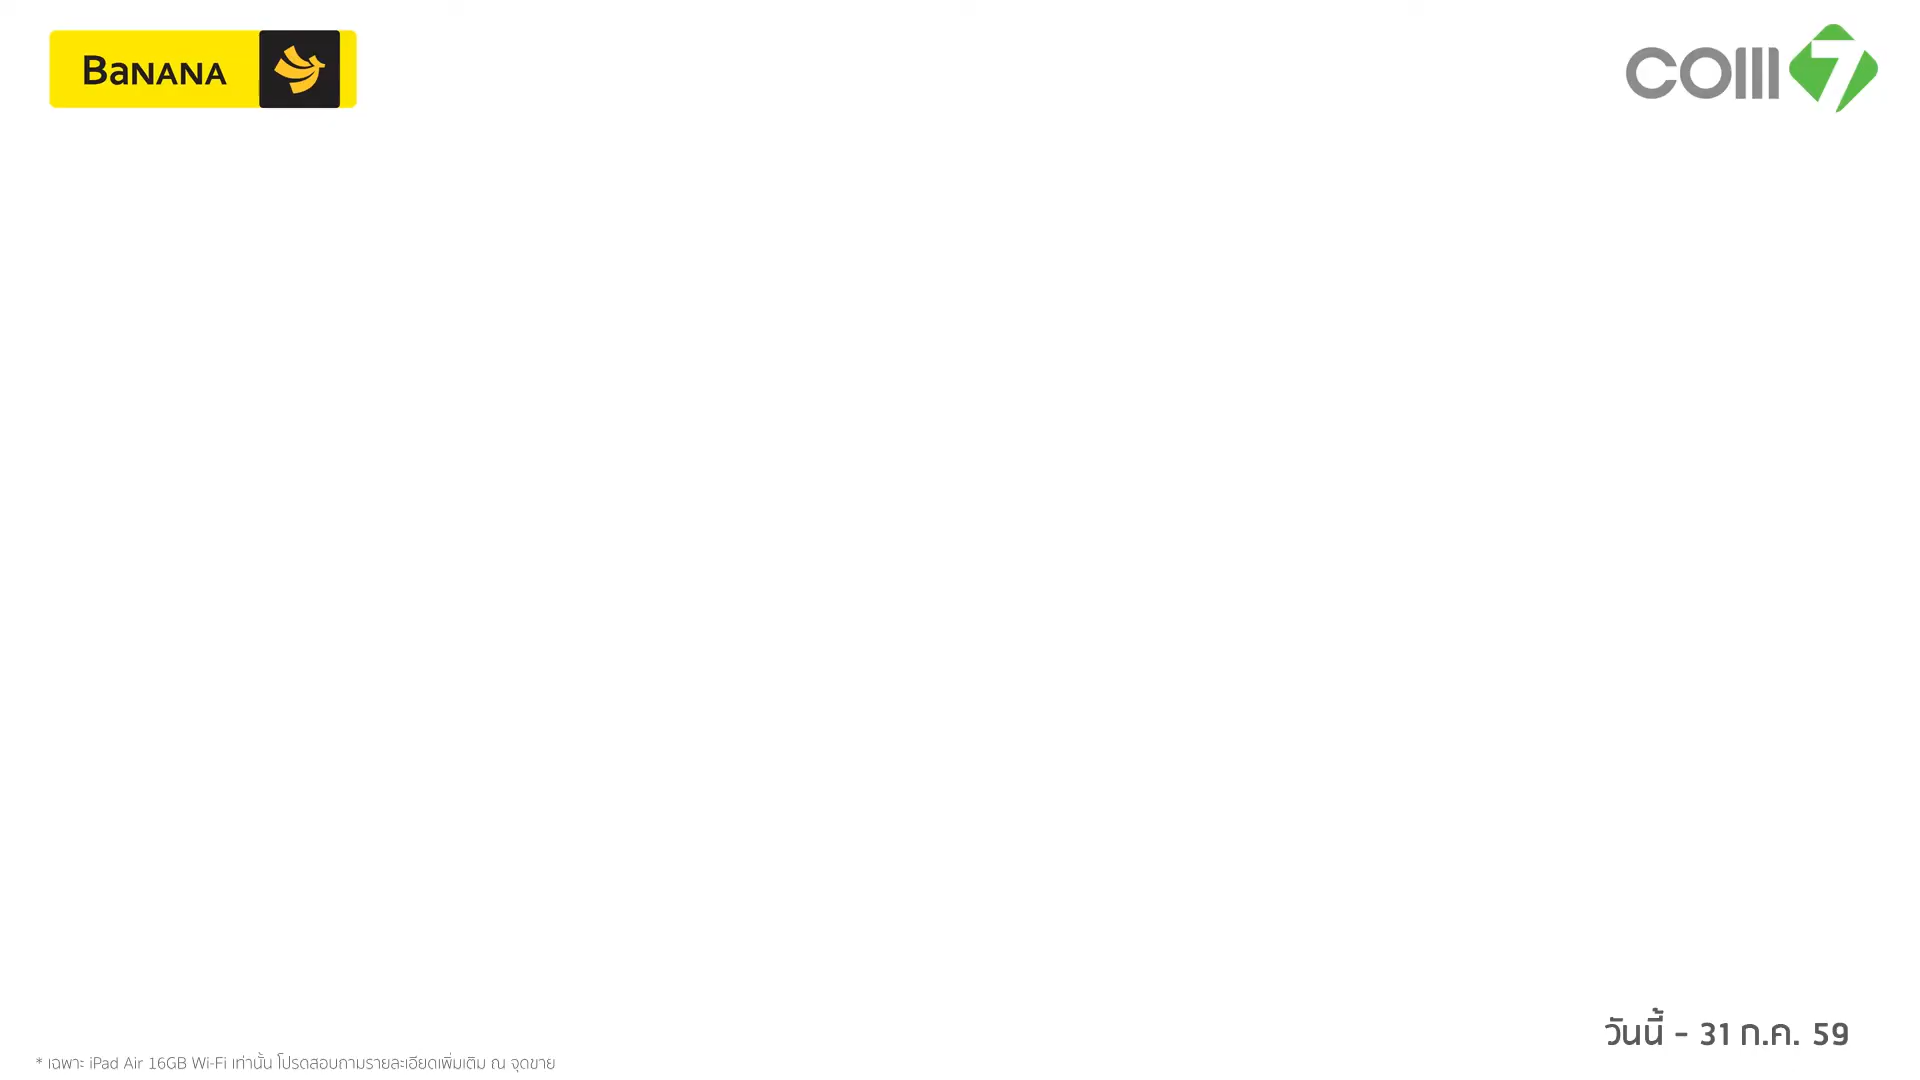 BaNANA
COM7
วันนี้ - 31 ก.ค. 59
* เฉพาะ iPad Air 16GB Wi-Fi เท่านั้น โปรดสอบถามรายละเอียดเพิ่มเติม ณ จุดขาย